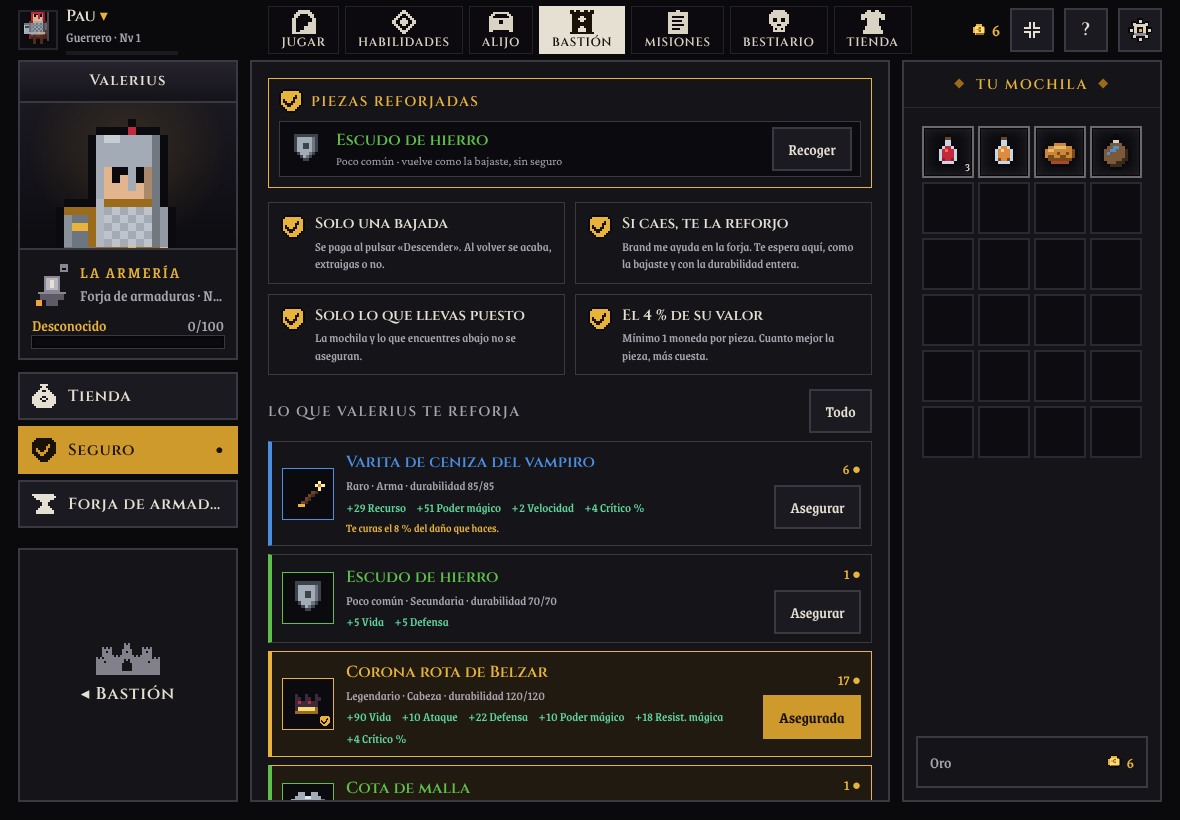 Pau ▾
Guerrero · Nv 1
JUGAR
HABILIDADES
ALIJO
BASTIÓN
MISIONES
BESTIARIO
TIENDA
6
?
Valerius
LA ARMERÍA
Forja de armaduras · N…
Desconocido 0/100
Tienda
Seguro
Forja de armad…
◂ Bastión
PIEZAS REFORJADAS
Escudo de hierro
Poco común · vuelve como la bajaste, sin seguro
Recoger
Solo una bajada
Se paga al pulsar «Descender». Al volver se acaba,
extraigas o no.
Si caes, te la reforjo
Brand me ayuda en la forja. Te espera aquí, como
la bajaste y con la durabilidad entera.
Solo lo que llevas puesto
La mochila y lo que encuentres abajo no se
aseguran.
El 4 % de su valor
Mínimo 1 moneda por pieza. Cuanto mejor la
pieza, más cuesta.
LO QUE VALERIUS TE REFORJA
Todo
Varita de ceniza del vampiro
6
Raro · Arma · durabilidad 85/85
+29 Recurso +51 Poder mágico +2 Velocidad +4 Crítico %
Te curas el 8 % del daño que haces.
Asegurar
Escudo de hierro
1
Poco común · Secundaria · durabilidad 70/70
+5 Vida +5 Defensa
Asegurar
Corona rota de Belzar
17
Legendario · Cabeza · durabilidad 120/120
+90 Vida +10 Ataque +22 Defensa +10 Poder mágico +18 Resist. mágica
+4 Crítico %
Asegurada
Cota de malla
1
TU MOCHILA
3
Oro 6